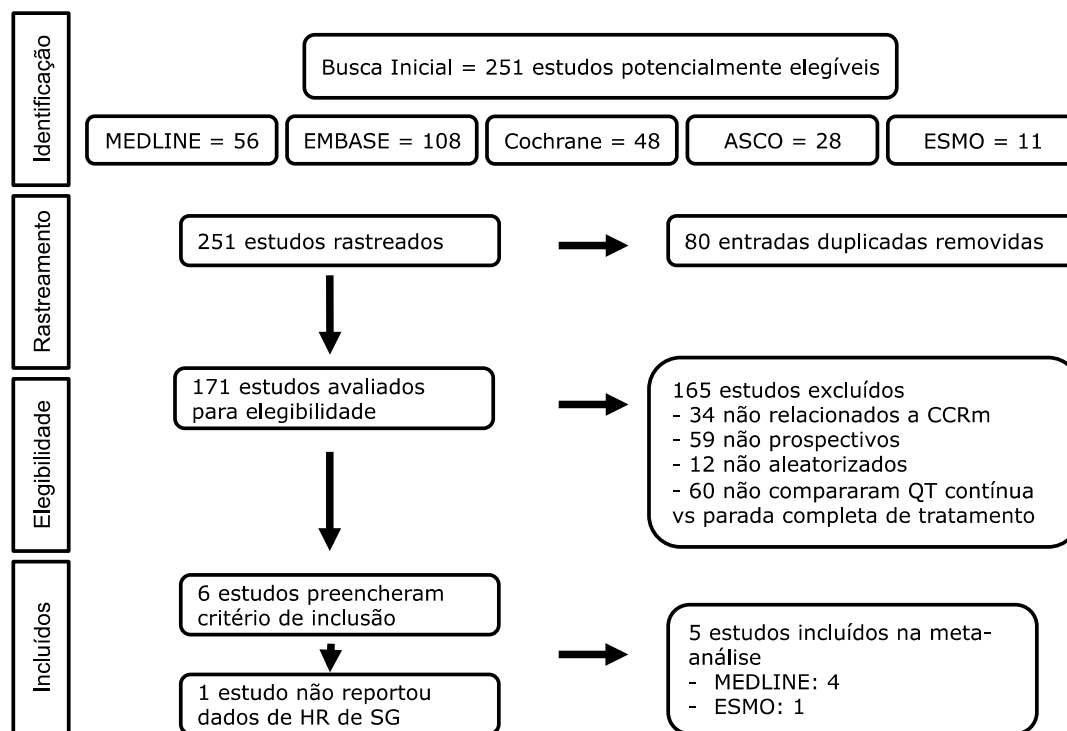 Identificação
Busca Inicial = 251 estudos potencialmente elegíveis
MEDLINE = 56
EMBASE = 108
Cochrane = 48
ASCO = 28
ESMO = 11
Rastreamento
251 estudos rastreados
80 entradas duplicadas removidas
Elegibilidade
171 estudos avaliados
para elegibilidade
165 estudos excluídos
- 34 não relacionados a CCRm
- 59 não prospectivos
- 12 não aleatorizados
- 60 não compararam QT contínua
vs parada completa de tratamento
Incluídos
6 estudos preencheram
critério de inclusão
1 estudo não reportou
dados de HR de SG
5 estudos incluídos na meta-
análise
- MEDLINE: 4
- ESMO: 1